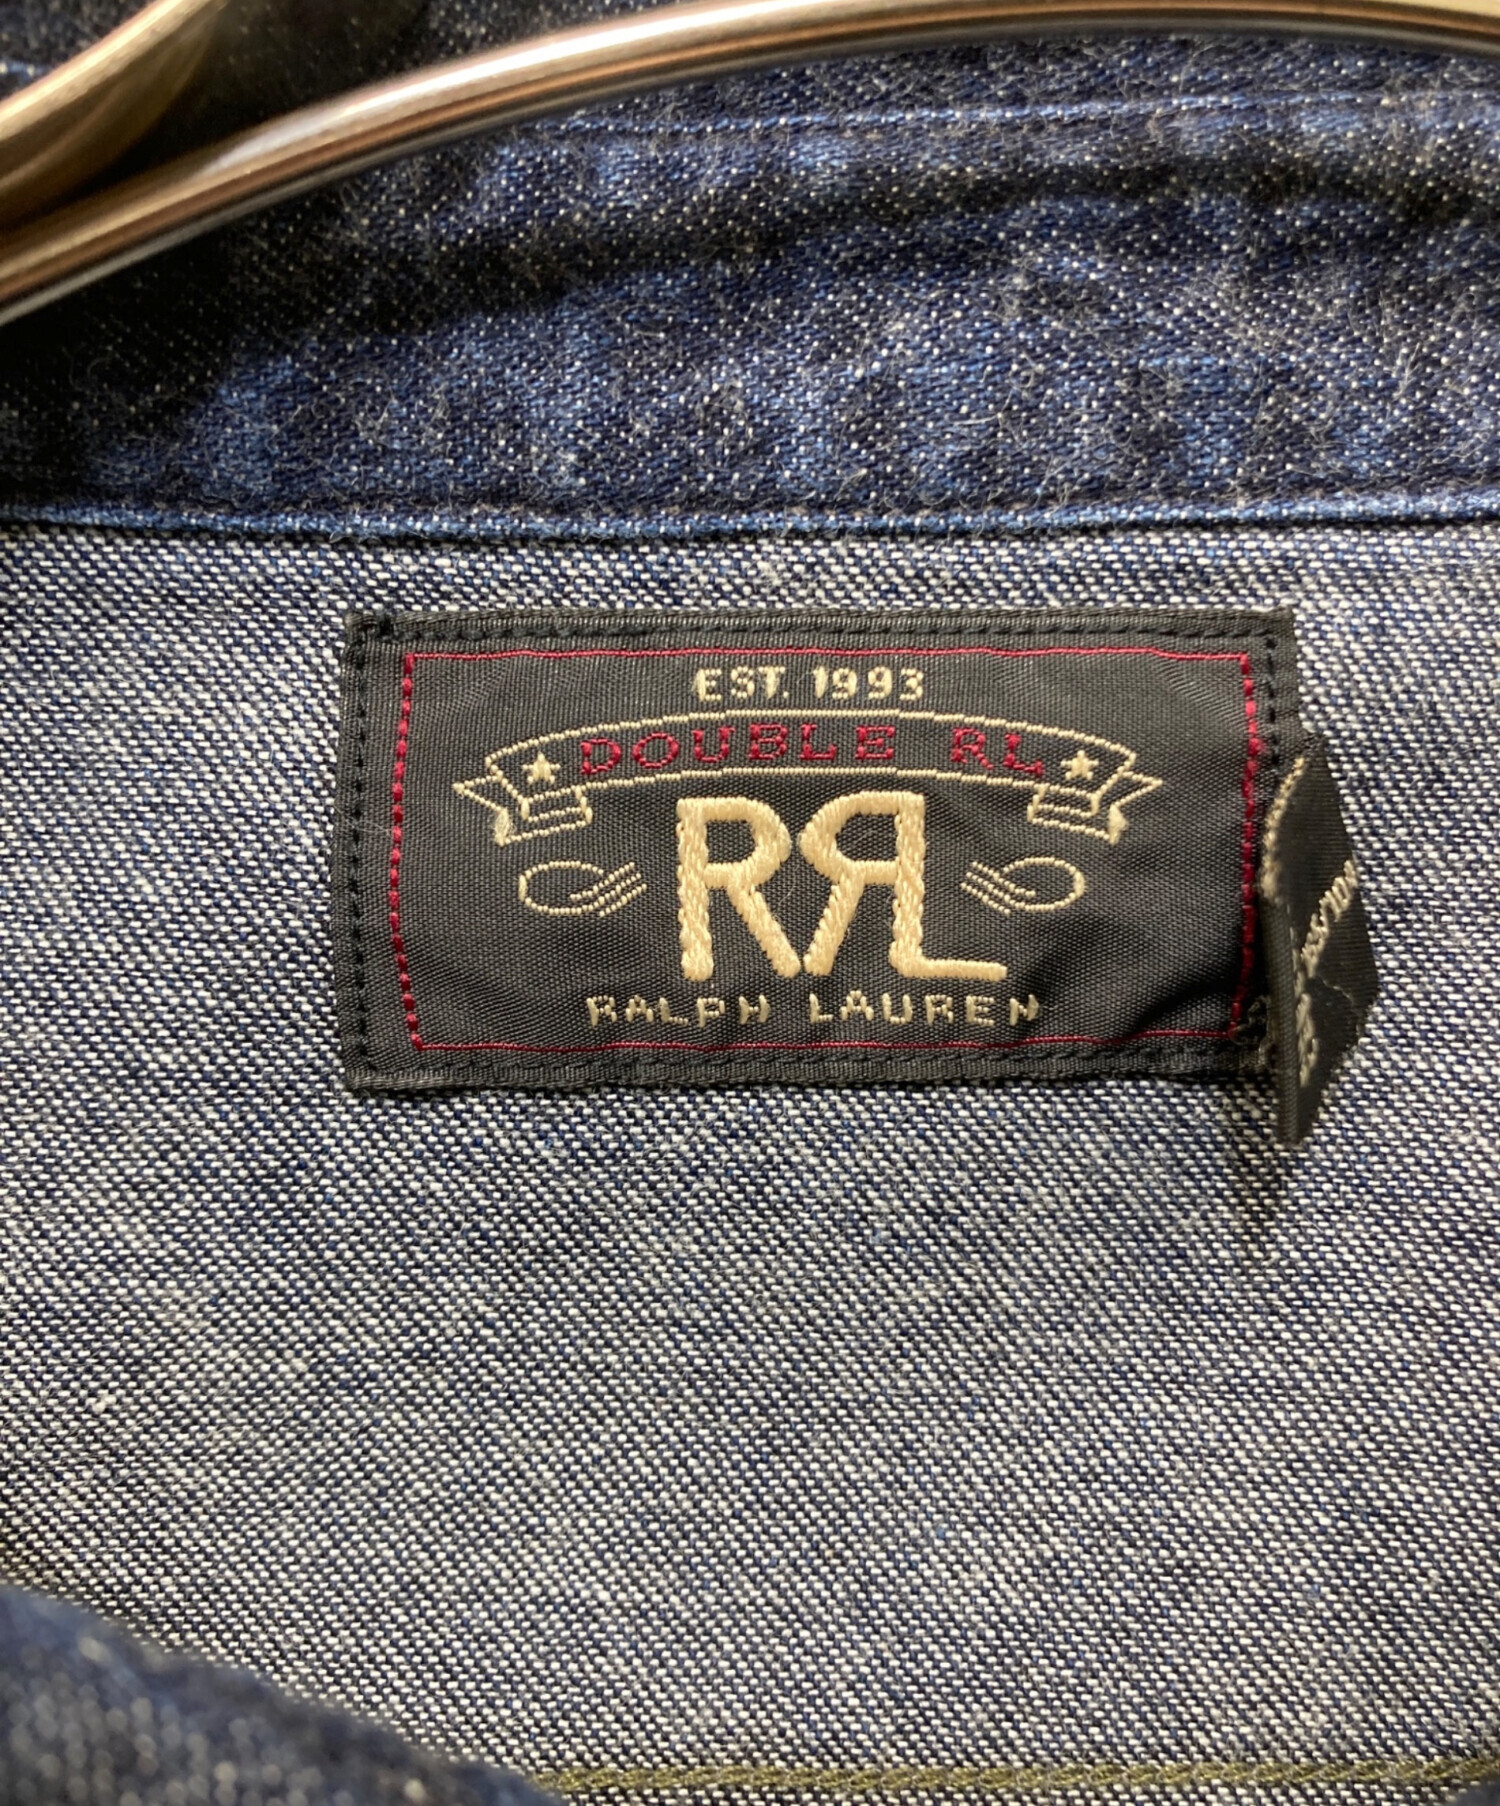 EST. 1993
DOUBLE RL
RRL
RALPH LAUREN